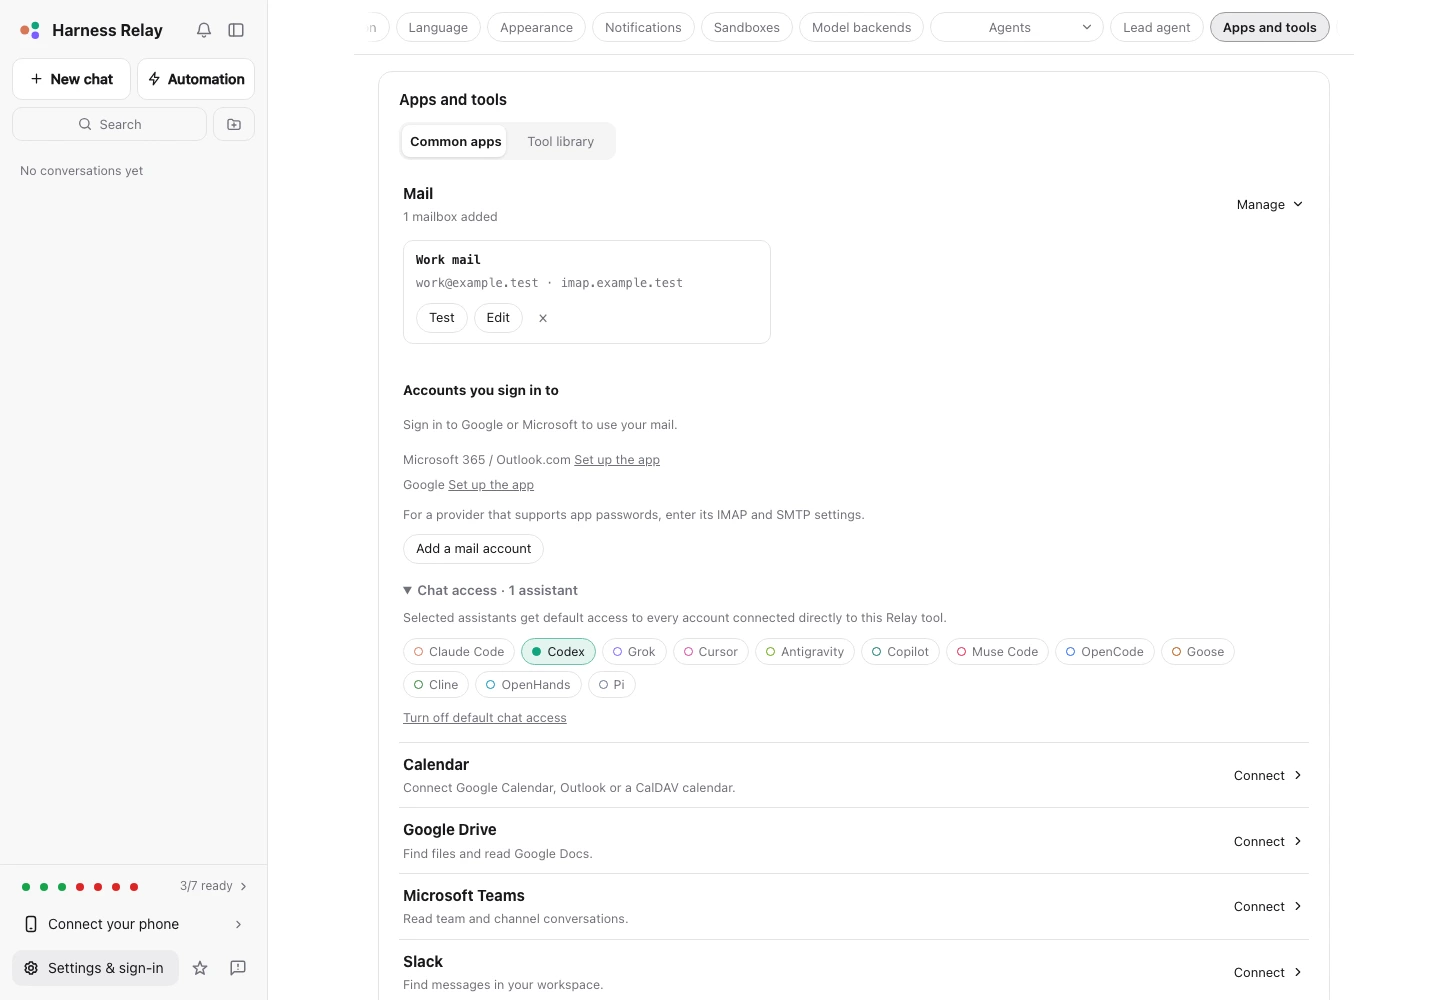 Harness Relay
New chat
Automation
Search
No conversations yet
3/7 ready
Connect your phone
Settings & sign-in
n
Language
Appearance
Notifications
Sandboxes
Model backends
Agents
Lead agent
Apps and tools
Apps and tools
Common apps
Tool library
Mail
1 mailbox added
Manage
Work mail
work@example.test · imap.example.test
Test
Edit
Accounts you sign in to
Sign in to Google or Microsoft to use your mail.
Microsoft 365 / Outlook.com Set up the app
Google Set up the app
For a provider that supports app passwords, enter its IMAP and SMTP settings.
Add a mail account
Chat access · 1 assistant
Selected assistants get default access to every account connected directly to this Relay tool.
Claude Code
Codex
Grok
Cursor
Antigravity
Copilot
Muse Code
OpenCode
Goose
Cline
OpenHands
Pi
Turn off default chat access
Calendar
Connect Google Calendar, Outlook or a CalDAV calendar.
Connect
Google Drive
Find files and read Google Docs.
Connect
Microsoft Teams
Read team and channel conversations.
Connect
Slack
Find messages in your workspace.
Connect